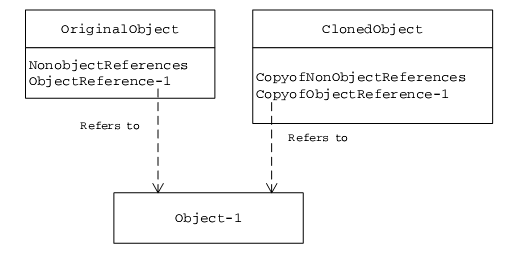 OriginalObject
NonobjectReferences
ObjectReference-1
ClonedObject
CopyofNonObjectReferences
CopyofObjectReference-1
Refers to
Refers to
Object-1